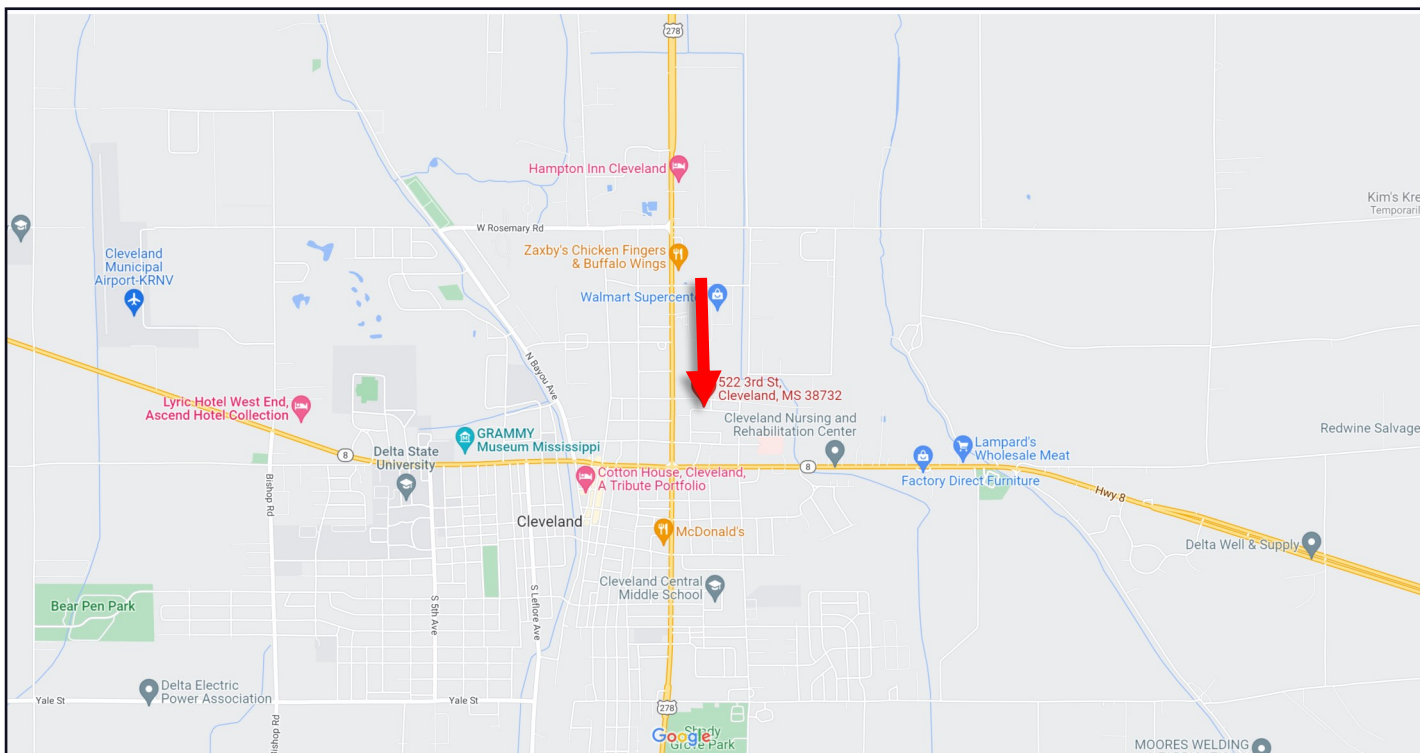 278
Hampton Inn Cleveland
Kim's Kre
Temporaril
W Rosemary Rd
Zaxby's Chicken Fingers
& Buffalo Wings
Cleveland
Municipal
Airport-KRNV
Walmart Supercente
N Bayou Ave
522 3rd St,
Cleveland, MS 38732
Lyric Hotel West End,
Ascend Hotel Collection
Cleveland Nursing and
Rehabilitation Center
GRAMMY
Museum Mississippi
Redwine Salvage
Lampard's
Wholesale Meat
8
Delta State
University
8
Cotton House, Cleveland,
A Tribute Portfolio
Factory Direct Furniture
Hwy 8
Bishop Rd
Cleveland
McDonald's
Delta Well & Supply
Cleveland Central
Middle School
Bear Pen Park
S 5th Ave
S Leflore Ave
Delta Electric
Power Association
Yale St
Yale St
278
Bishop Rd
Google
Shady
Grove Park
MOORES WELDING